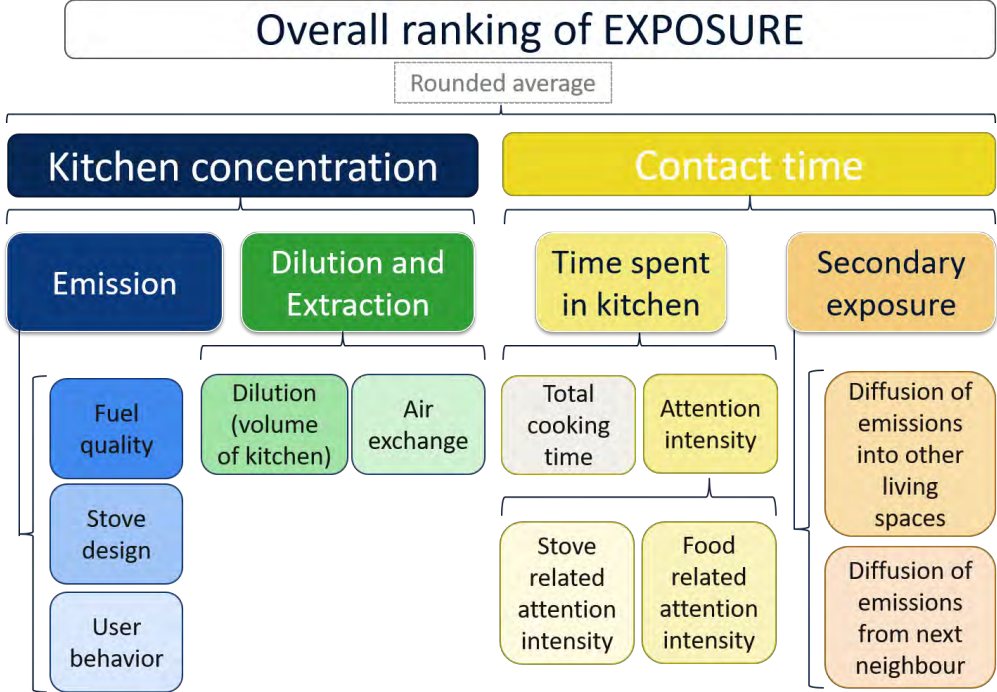 Overall ranking of EXPOSURE
Rounded average
Kitchen concentration
Contact time
Emission
Dilution and
Extraction
Time spent
in kitchen
Secondary
exposure
Fuel
quality
Stove
design
User
behavior
Dilution
(volume
of kitchen)
Air
exchange
Total
cooking
time
Attention
intensity
Stove
related
attention
intensity
Food
related
attention
intensity
Diffusion of
emissions
into other
living
spaces
Diffusion of
emissions
from next
neighbour